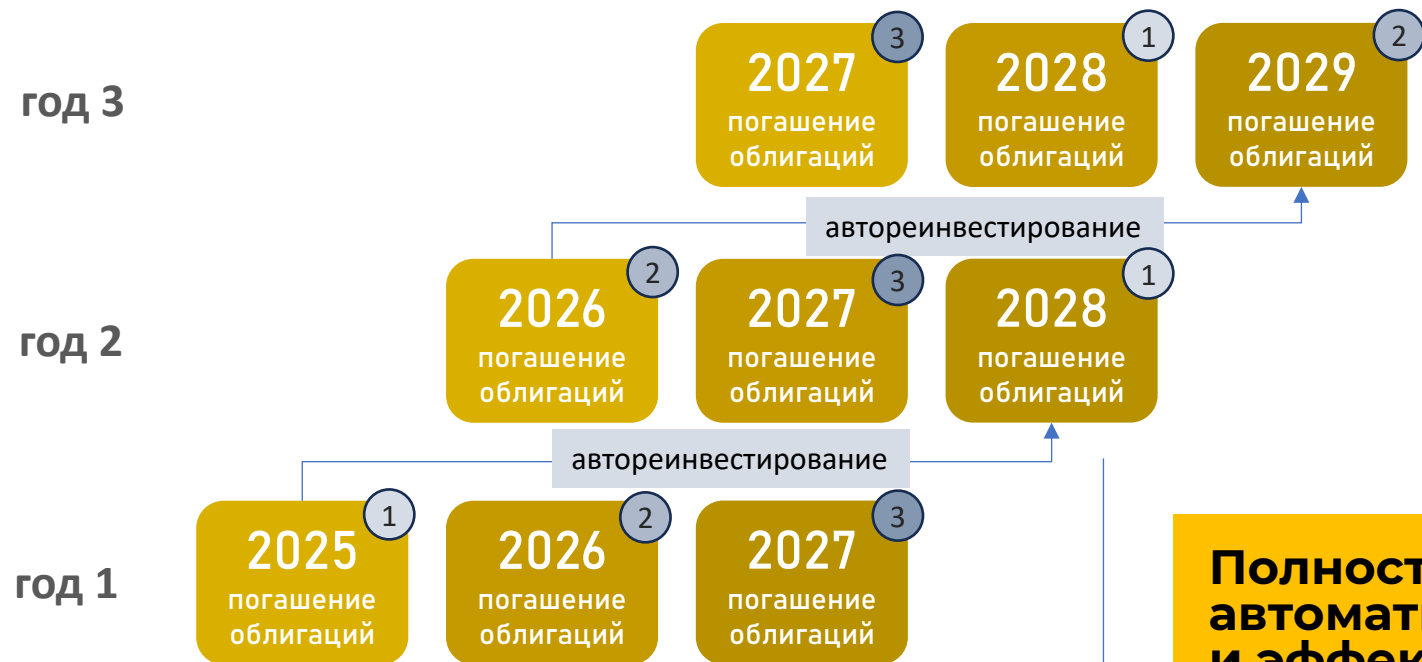 год 3
3
2027
погашение
облигаций
1
2028
погашение
облигаций
2
2029
погашение
облигаций
автореинвестирование
год 2
2
2026
погашение
облигаций
3
2027
погашение
облигаций
1
2028
погашение
облигаций
автореинвестирование
год 1
1
2025
погашение
облигаций
2
2026
погашение
облигаций
3
2027
погашение
облигаций